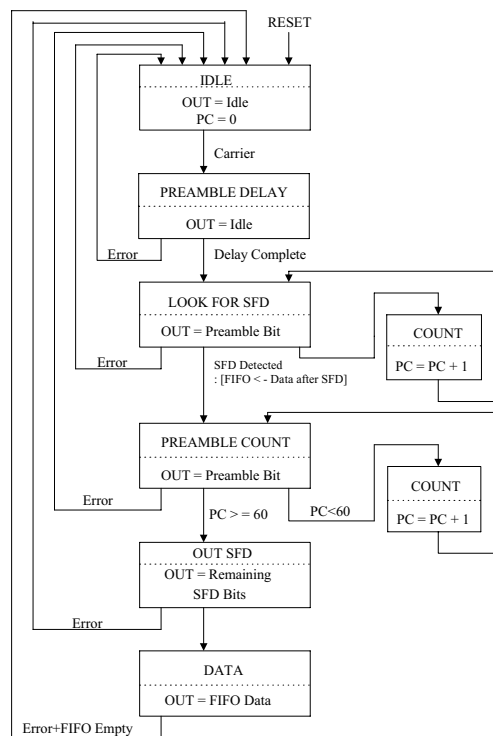 RESET
IDLE
OUT = Idle
PC = 0
Carrier
PREAMBLE DELAY
OUT = Idle
Error
Delay Complete
LOOK FOR SFD
OUT = Preamble Bit
COUNT
PC = PC + 1
Error
SFD Detected
: [FIFO < - Data after SFD]
PREAMBLE COUNT
OUT = Preamble Bit
COUNT
PC = PC + 1
Error
PC > = 60
PC<60
OUT SFD
OUT = Remaining
SFD Bits
Error
DATA
OUT = FIFO Data
Error+FIFO Empty